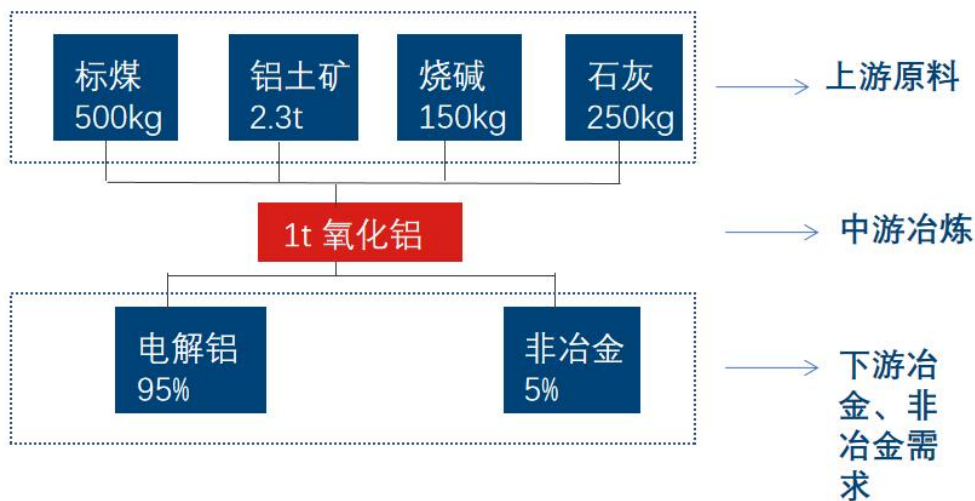 标煤
500kg
铝土矿
2.3t
烧碱
150kg
石灰
250kg
上游原料
1t 氧化铝
中游冶炼
电解铝
95%
非冶金
5%
下游冶
金、非
冶金需
求